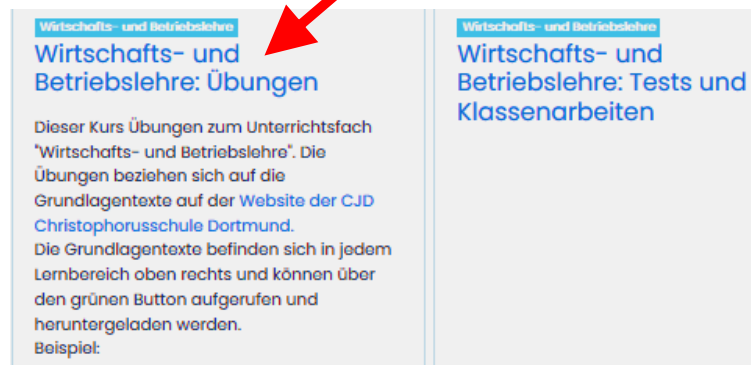 Wirtschafts- und Betriebslehre
Wirtschafts- und
Betriebslehre: Übungen
Dieser Kurs Übungen zum Unterrichtsfach
"Wirtschafts- und Betriebslehre". Die
Übungen beziehen sich auf die
Grundlagentexte auf der Website der CJD
Christophorusschule Dortmund.
Die Grundlagentexte befinden sich in jedem
Lernbereich oben rechts und können über
den grünen Button aufgerufen und
heruntergeladen werden.
Beispiel:
Wirtschafts- und Betriebslehre
Wirtschafts- und
Betriebslehre: Tests und
Klassenarbeiten